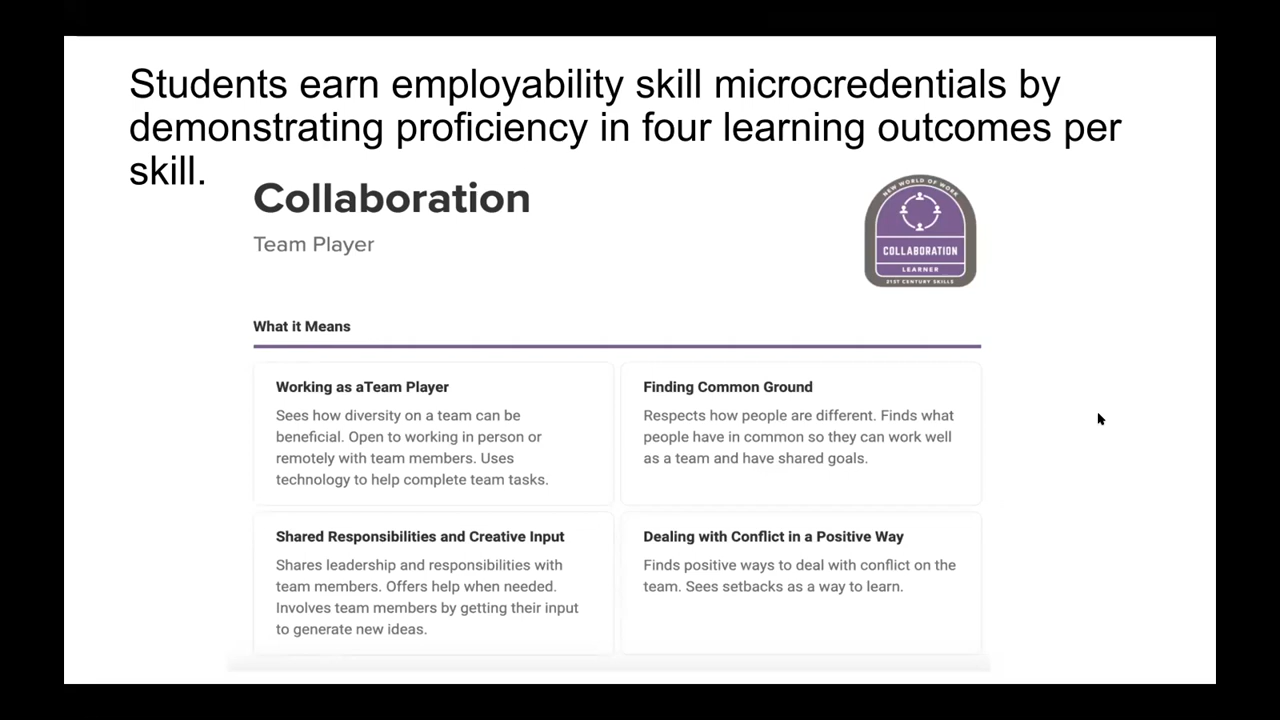 Students earn employability skill microcredentials by
demonstrating proficiency in four learning outcomes per
skill.
Collaboration
Team Player
NEW WORLD OF WORK
COLLABORATION
LEARNER
21ST CENTURY SKILLS
What it Means
Working as aTeam Player
Sees how diversity on a team can be
beneficial. Open to working in person or
remotely with team members. Uses
technology to help complete team tasks.
Finding Common Ground
Respects how people are different. Finds what
people have in common so they can work well
as a team and have shared goals.
Shared Responsibilities and Creative Input
Shares leadership and responsibilities with
team members. Offers help when needed.
Involves team members by getting their input
to generate new ideas.
Dealing with Conflict in a Positive Way
Finds positive ways to deal with conflict on the
team. Sees setbacks as a way to learn.